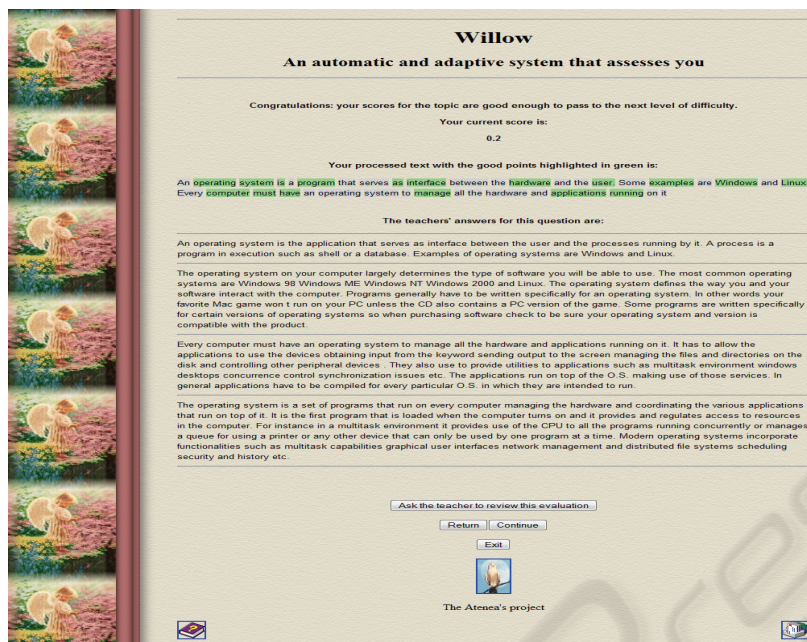 Willow
An automatic and adaptive system that assesses you
Congratulations: your scores for the topic are good enough to pass to the next level of difficulty.
Your current score is:
0.2
Your processed text with the good points highlighted in green is:
An operating system is a program that serves as interface between the hardware and the user. Some examples are Windows and Linux
Every computer must have an operating system to manage all the hardware and applications running on it
The teachers' answers for this question are:
An operating system is the application that serves as interface between the user and the processes running by it. A process is a
program in execution such as shell or a database. Examples of operating systems are Windows and Linux.
The operating system on your computer largely determines the type of software you will be able to use. The most common operating
systems are Windows 98 Windows ME Windows NT Windows 2000 and Linux. The operating system defines the way you and your
software interact with the computer. Programs generally have to be written specifically for an operating system. In other words your
favorite Mac game won t run on your PC unless the CD also contains a PC version of the game. Some programs are written specifically
for certain versions of operating systems so when purchasing software check to be sure your operating system and version is
compatible with the product.
Every computer must have an operating system to manage all the hardware and applications running on it. It has to allow the
applications to use the devices obtaining input from the keyword sending output to the screen managing the files and directories on the
disk and controlling other peripheral devices . They also use to provide utilities to applications such as multitask environment windows
desktops concurrence control synchronization issues etc. The applications run on top of the O.S. making use of those services. In
general applications have to be compiled for every particular O.S. in which they are intended to run.
The operating system is a set of programs that run on every computer managing the hardware and coordinating the various applications
that run on top of it. It is the first program that is loaded when the computer turns on and it provides and regulates access to resources
in the computer. For instance in a multitask environment it provides use of the CPU to all the programs running concurrently or manages
a queue for using a printer or any other device that can only be used by one program at a time. Modern operating systems incorporate
functionalities such as multitask capabilities graphical user interfaces network management and distributed file systems scheduling
security and history etc.
Ask the teacher to review this evaluation
Return Continue
Exit
The Atenea's project